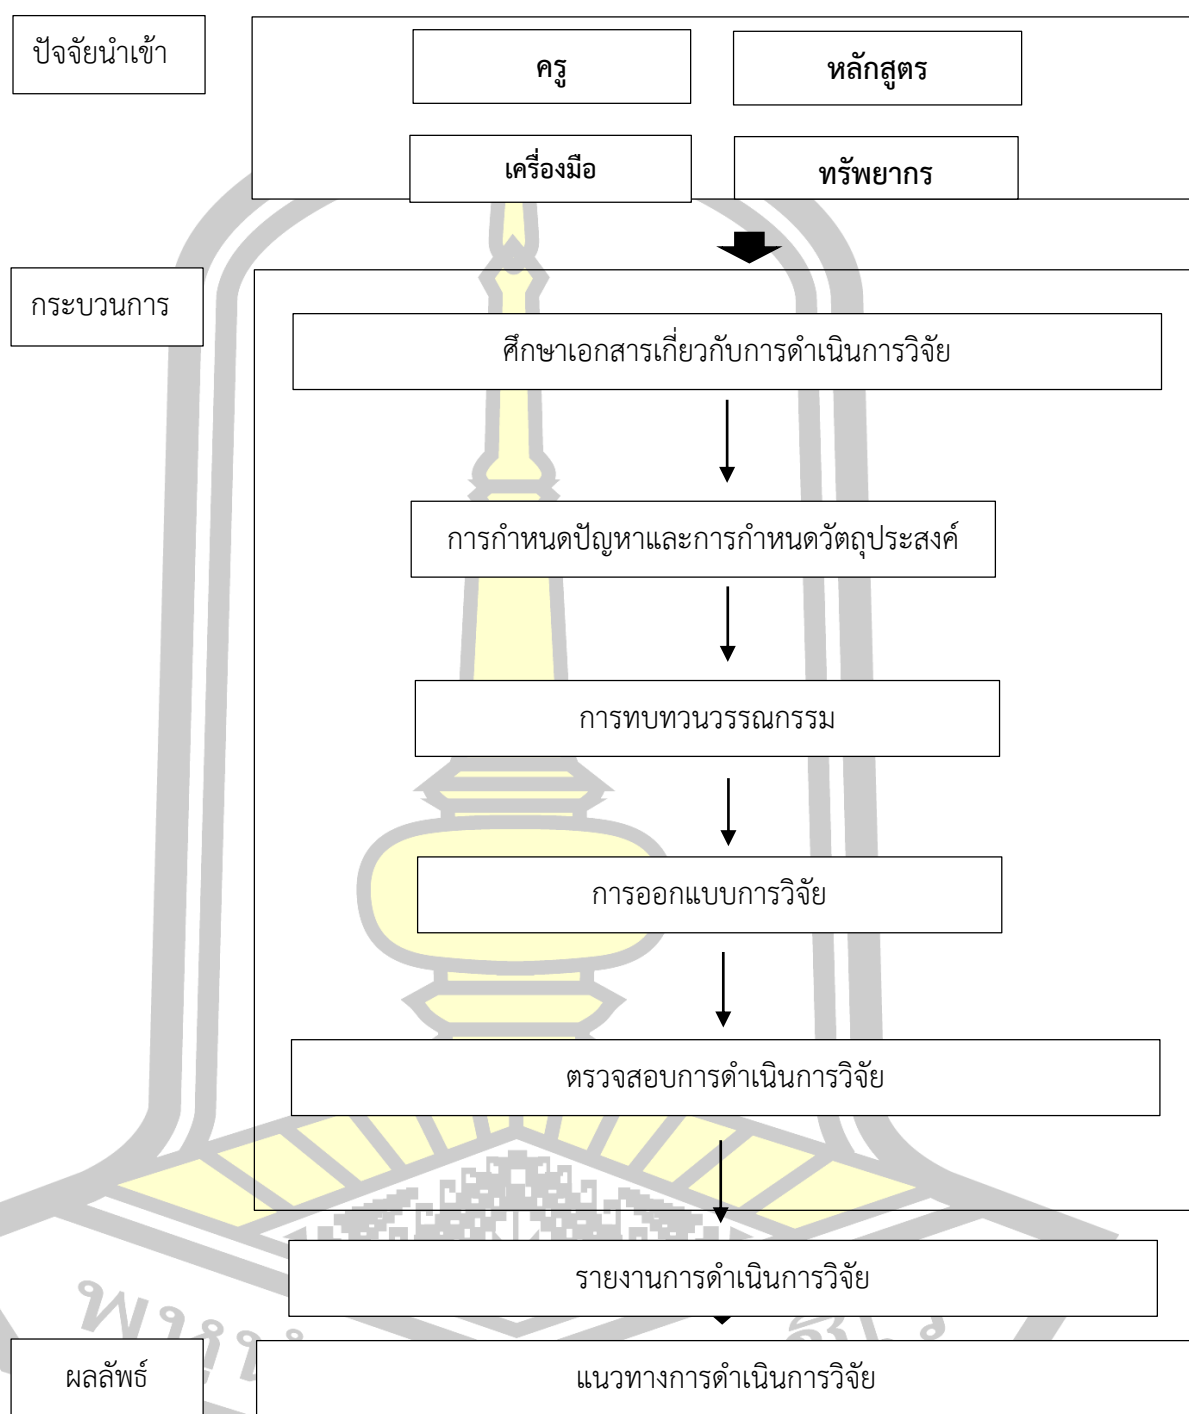 ปัจจัยนำเข้า
ครู
หลักสูตร
เครื่องมือ
ทรัพยากร
กระบวนการ
ศึกษาเอกสารเกี่ยวกับการดำเนินการวิจัย
การกำหนดปัญหาและการกำหนดวัตถุประสงค์
การทบทวนวรรณกรรม
การออกแบบการวิจัย
ตรวจสอบการดำเนินการวิจัย
รายงานการดำเนินการวิจัย
ผลลัพธ์
แนวทางการดำเนินการวิจัย